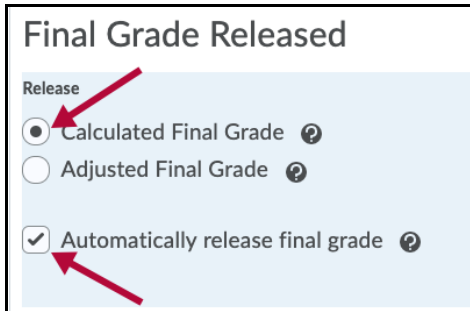 Final Grade Released
Release
Calculated Final Grade ?
Adjusted Final Grade ?
Automatically release final grade ?